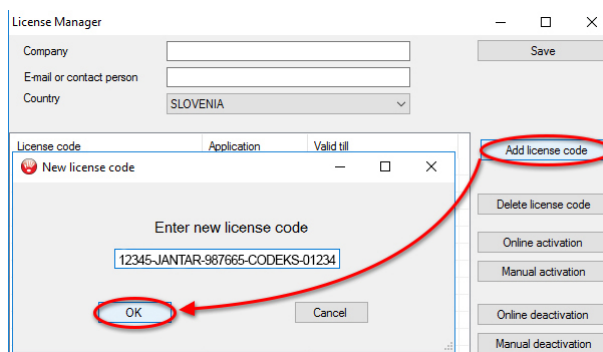 License Manager
Company
Save
E-mail or contact person
Country
SLOVENIA
License code Application Valid till
Add license code
New license code
Delete license code
Enter new license code
Online activation
12345-JANTAR-987665-CODEKS-01234
Manual activation
OK
Cancel
Online deactivation
Manual deactivation